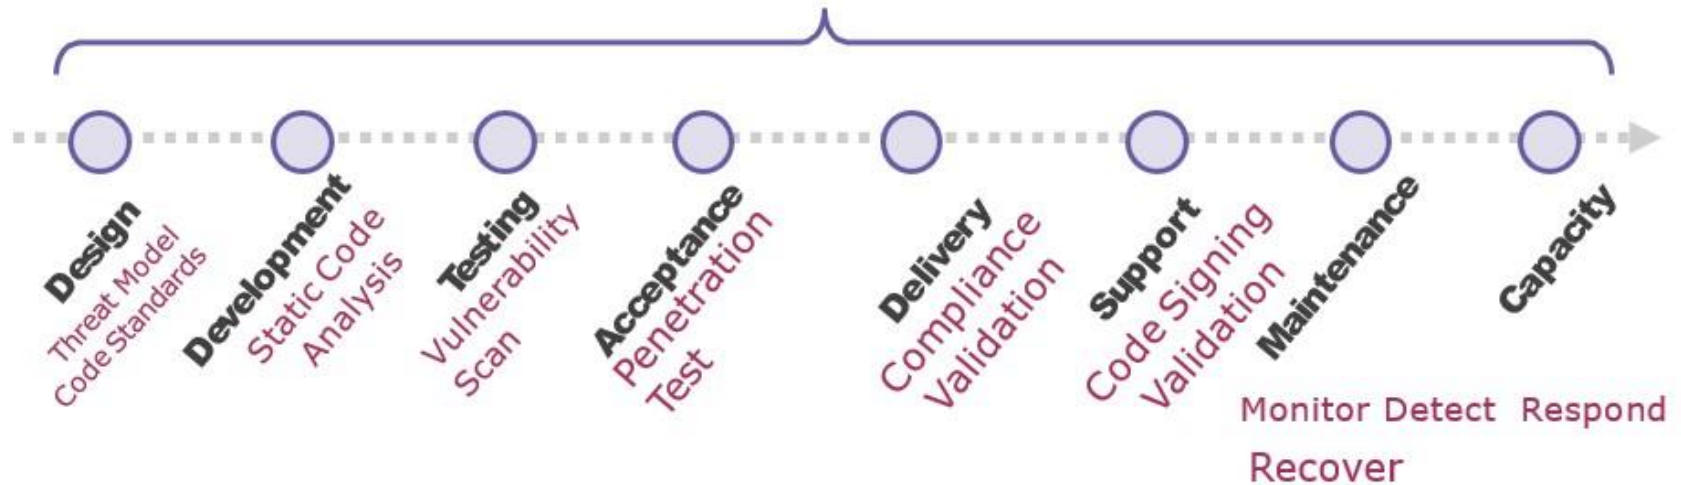 Design
Threat Model
Code Standards
Development
Static Code
Analysis
Testing
Vulnerability
Scan
Acceptance
Penetration
Test
Delivery
Compliance
Validation
Support
Code Signing
Validation
Maintenance
Capacity
Monitor Detect Respond
Recover